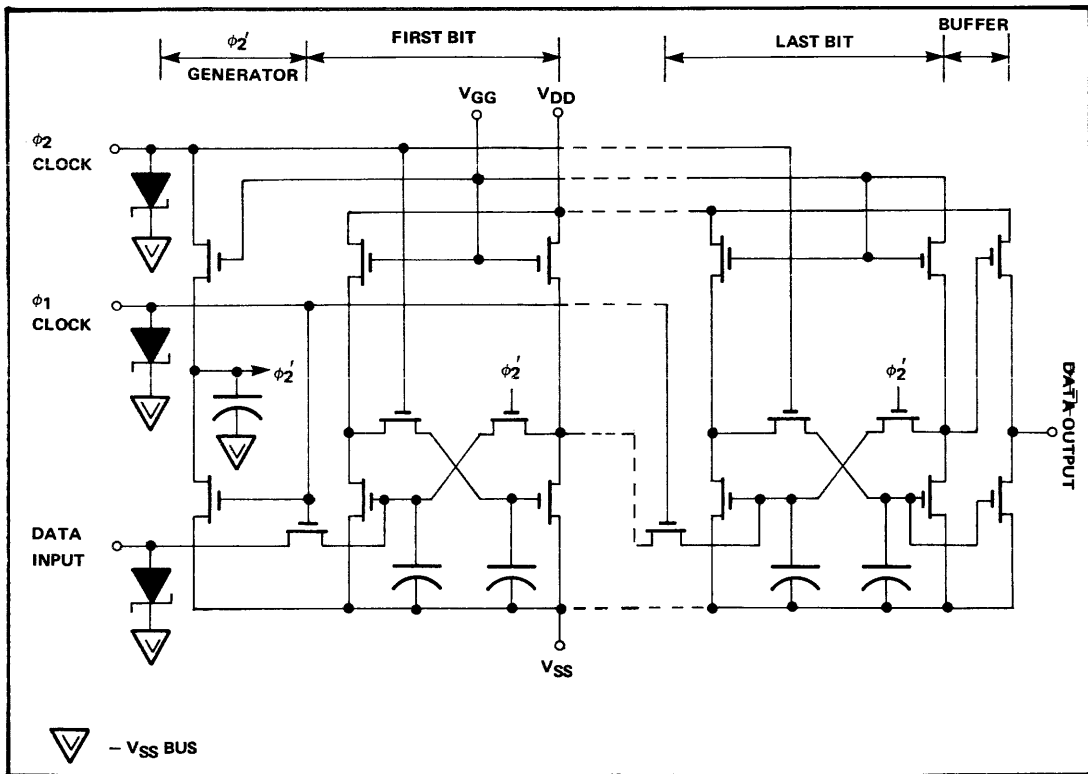 ϕ2′
GENERATOR
FIRST BIT
LAST BIT
BUFFER
VGG
VDD
ϕ2
CLOCK
ϕ1
CLOCK
ϕ2′
ϕ2′
ϕ2′
DATA
INPUT
DATA OUTPUT
VSS
– VSS BUS